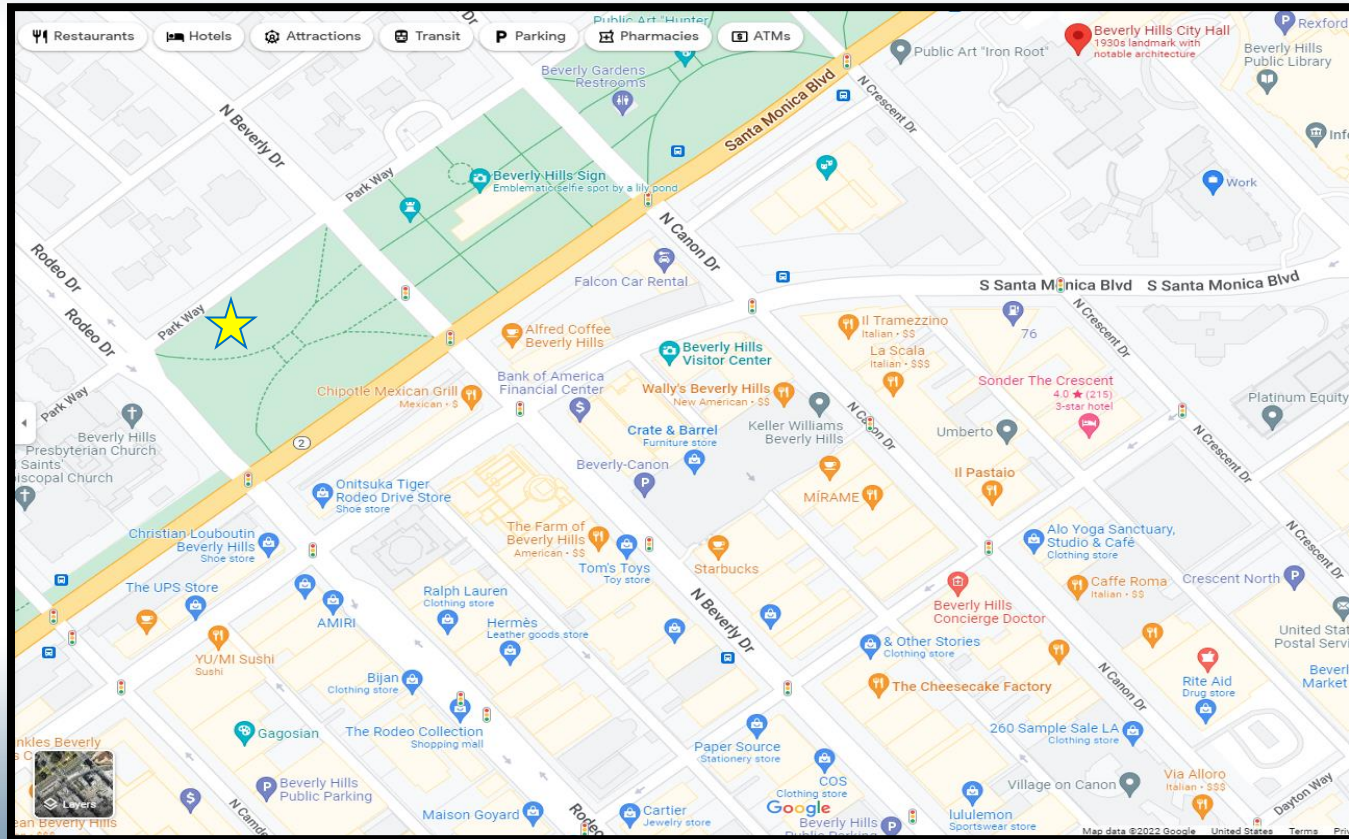 Restaurants
Hotels
Attractions
Transit
Parking
Pharmacies
ATMs
Public Art "Hunter
Dr
Beverly Gardens
Restrooms
Santa Monica Blvd
Public Art "Iron Root"
N Crescent Dr
Beverly Hills City Hall
1930s landmark with
notable architecture
Rexford
Beverly Hills
Public Library
N Beverly Dr
Park Way
Beverly Hills Sign
Emblematic selfie spot by a lily pond
Work
Rodeo Dr
Rodeo Dr
Park Way
Park Way
N Canon Dr
Falcon Car Rental
S Santa Monica Blvd
S Santa Monica Blvd
N Crescent Dr
Alfred Coffee
Beverly Hills
Beverly Hills
Visitor Center
Il Tramezzino
Italian • $$
La Scala
Italian • $$$
76
Chipotle Mexican Grill
Mexican • $
Bank of America
Financial Center
Wally's Beverly Hills
New American • $$
Sonder The Crescent
4.0 ★ (215)
3-star hotel
Platinum Equity
2
Beverly Hills
Presbyterian Church
Saints'
Crate & Barrel
Furniture store
Keller Williams
Beverly Hills
N Canon Dr
Umberto
N Crescent Dr
Beverly-Canon
P
MÍRAME
Il Pastaio
Onitsuka Tiger
Rodeo Drive Store
Shoe store
Christian Louboutin
Beverly Hills
Shoe store
The Farm of
Beverly Hills
American • $$
Tom's Toys
Toy store
Starbucks
Alo Yoga Sanctuary,
Studio & Café
Clothing store
N Crescent Dr
The UPS Store
AMIRI
Ralph Lauren
Clothing store
Hermès
Leather goods store
N Beverly Dr
Beverly Hills
Concierge Doctor
Caffe Roma
Italian • $$
Crescent North
P
YU/MI Sushi
Sushi
& Other Stories
Clothing store
The Cheesecake Factory
N Canon Dr
Rite Aid
Drug store
Market
Bijan
Clothing store
The Rodeo Collection
Shopping mall
Gagosian
Paper Source
Stationery store
260 Sample Sale LA
Clothing store
Beverly
Layers
Beverly Hills
Beverly Hills
Public Parking
P
Maison Goyard
Rodeo
Cartier
Jewelry store
COS
Clothing store
Google
Beverly Hills
Public Parking
P
lululemon
Sportswear store
Village on Canon
Via Alloro
Italian • $$$
Dayton Way
Map data ©2022 Google
United States
Terms